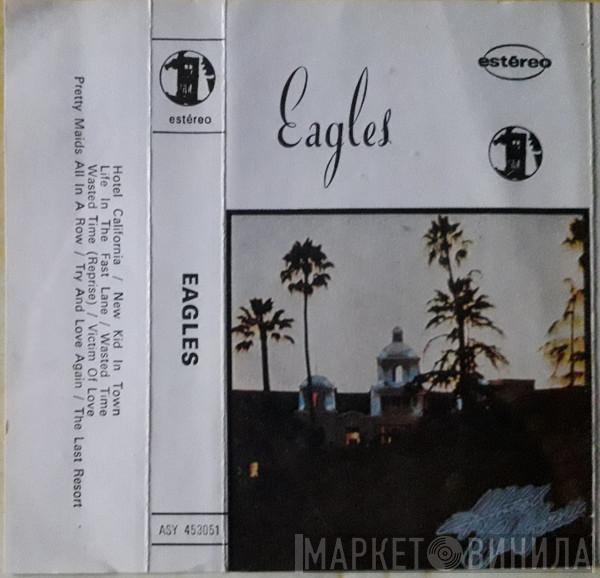 Hotel California / New Kid In Town
Life In The Fast Lane / Wasted Time
Wasted Time (Reprise) / Victim Of Love
Pretty Maids All In A Row / Try And Love Again / The Last Resort
estéreo
EAGLES
ASY 453051
estéreo
Eagles
МАРКЕТ ВИНИЛА